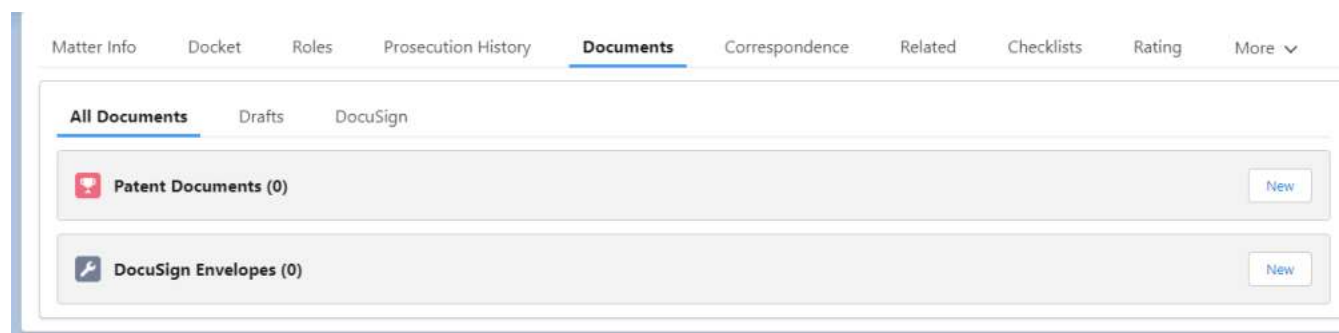 Matter Info Docket Roles Prosecution History Documents Correspondence Related Checklists Rating More
All Documents Drafts DocuSign
Patent Documents (0) New
DocuSign Envelopes (0) New